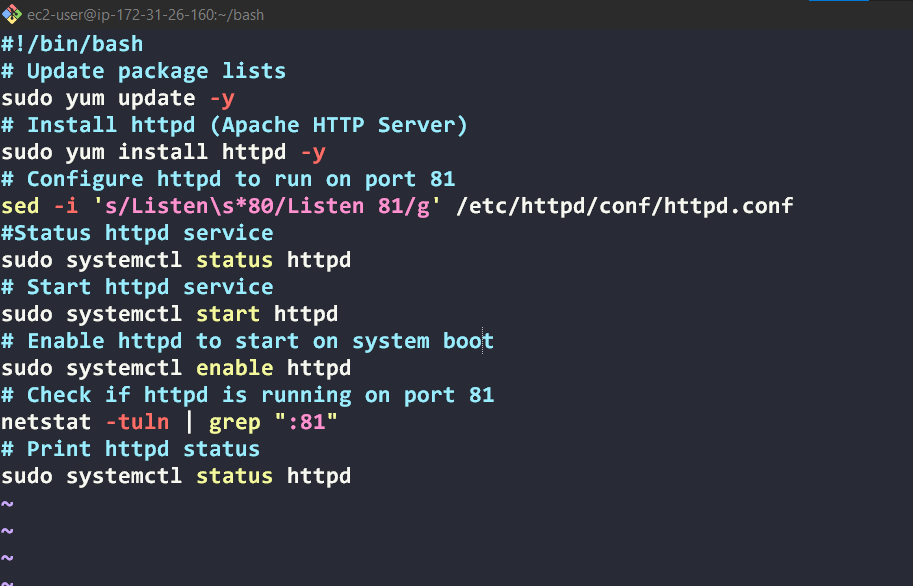 ec2-user@ip-172-31-26-160:~/bash
#!/bin/bash
# Update package lists
sudo yum update -y
# Install httpd (Apache HTTP Server)
sudo yum install httpd -y
# Configure httpd to run on port 81
sed -i 's/Listen\s*80/Listen 81/g' /etc/httpd/conf/httpd.conf
#Status httpd service
sudo systemctl status httpd
# Start httpd service
sudo systemctl start httpd
# Enable httpd to start on system boot
sudo systemctl enable httpd
# Check if httpd is running on port 81
netstat -tuln | grep ":81"
# Print httpd status
sudo systemctl status httpd
~
~
~
~